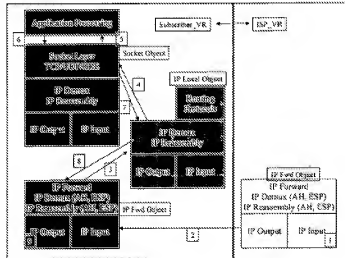 Application Processing
Subscriber_VR
ISP_VR
6
5
Socket Layer
TCP/UDP/IKE
Socket Object
IP Demux
IP Reassembly
7
4
IP Local Object
Routing
Protocols
IP Output
IP Input
IP Demux
IP Reassembly
8
3
IP Output
IP Input
IP Forward
IP Demux (AH, ESP)
IP Reassembly (AH, ESP)
IP Fwd Object
IP Fwd Object
IP Forward
IP Demux (AH, ESP)
IP Reassembly (AH, ESP)
IP Output
IP Input
2
IP Output
IP Input
1